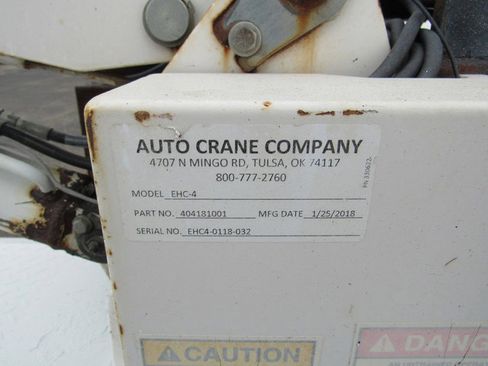 AUTO CRANE COMPANY
4707 N MINGO RD, TULSA, OK 74117
800-777-2760
MODEL EHC-4
PART NO. 404181001 MFG DATE 1/25/2018
SERIAL NO. EHC4-0118-032
CAUTION